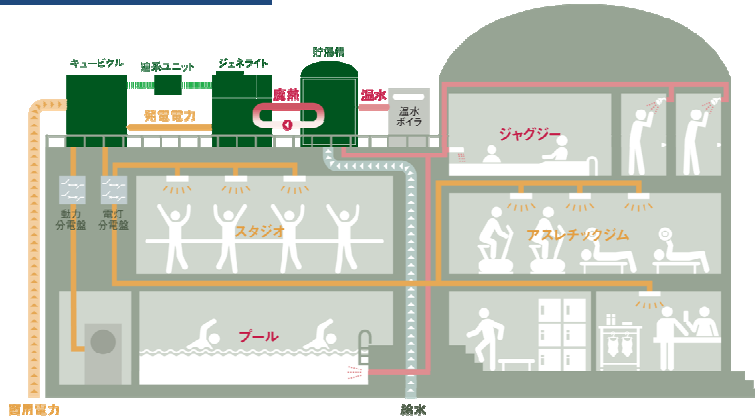 キュービクル
連系ユニット
ジェネライト
貯湯槽
発電電力
廃熱
温水
温水
ボイラ
ジャグジー
動力
分電盤
電灯
分電盤
スタジオ
アスレチックジム
プール
商用電力
給水